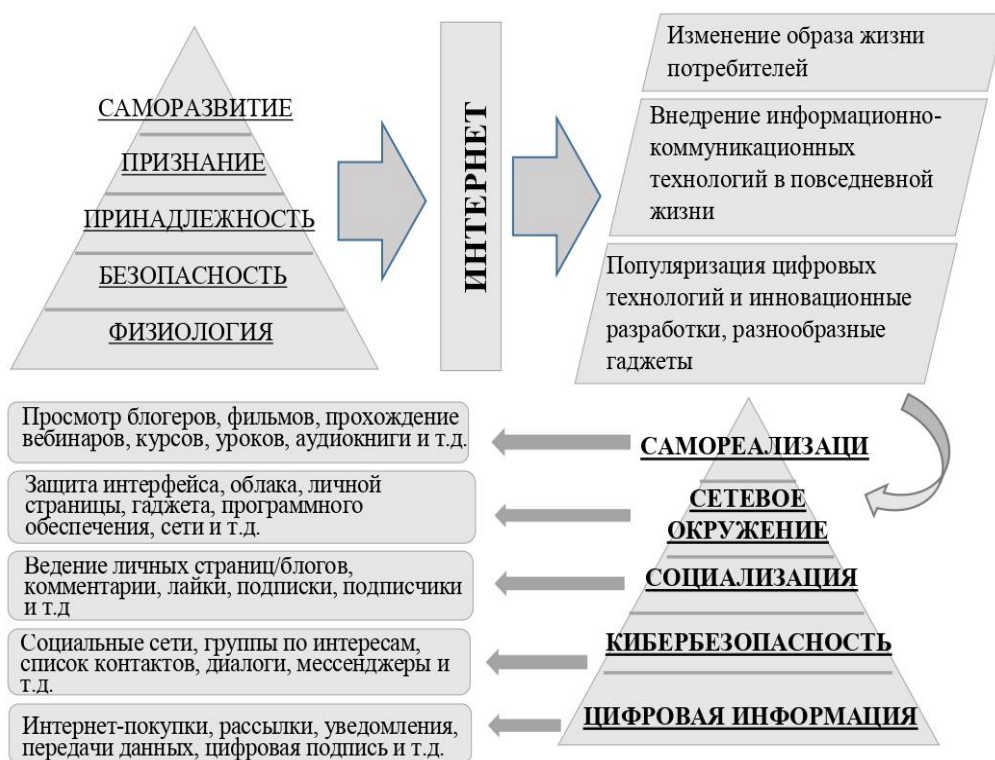 САМОРАЗВИТИЕ
ПРИЗНАНИЕ
ПРИНАДЛЕЖНОСТЬ
БЕЗОПАСНОСТЬ
ФИЗИОЛОГИЯ
ИНТЕРНЕТ
Изменение образа жизни
потребителей
Внедрение информационно-
коммуникационных
технологий в повседневной
жизни
Популяризация цифровых
технологий и инновационные
разработки, разнообразные
гаджеты
Просмотр блогеров, фильмов, прохождение
вебинаров, курсов, уроков, аудиокниги и т.д.
Защита интерфейса, облака, личной
страницы, гаджета, программного
обеспечения, сети и т.д.
Ведение личных страниц/блогов,
комментарии, лайки, подписки, подписчики
и т.д
Социальные сети, группы по интересам,
список контактов, диалоги, мессенджеры и
т.д.
Интернет-покупки, рассылки, уведомления,
передачи данных, цифровая подпись и т.д.
САМОРЕАЛИЗАЦИ
СЕТЕВОЕ
ОКРУЖЕНИЕ
СОЦИАЛИЗАЦИЯ
КИБЕРБЕЗОПАСНОСТЬ
ЦИФРОВАЯ ИНФОРМАЦИЯ